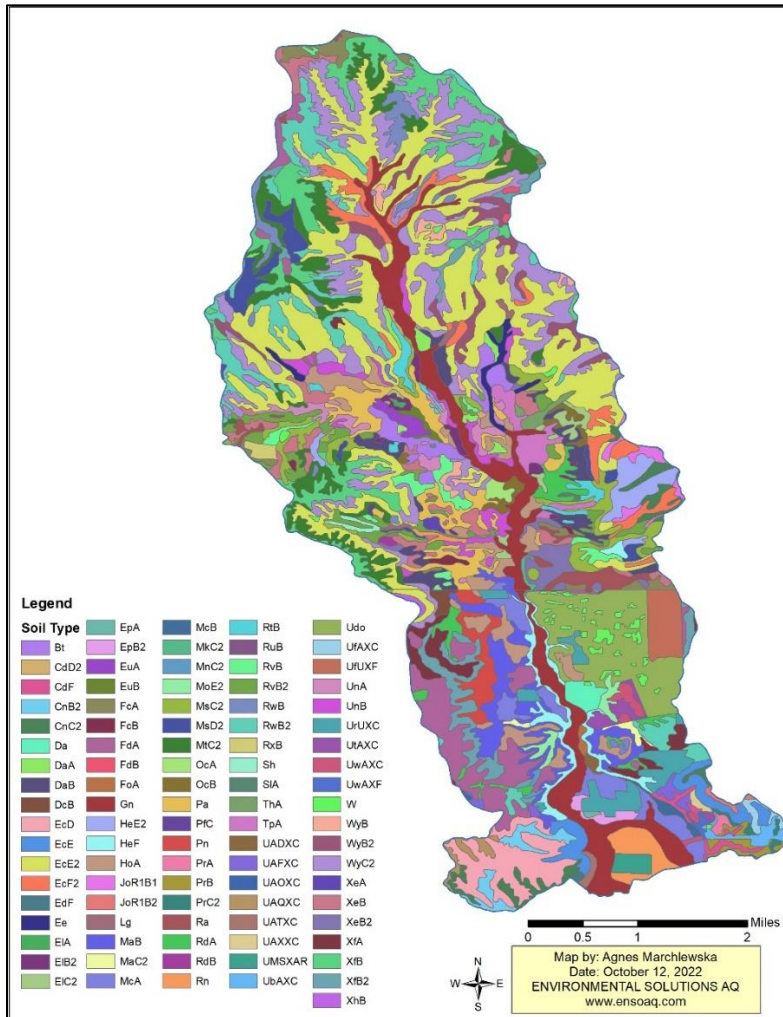 Legend
Soil Type
Bt
CdD2
CdF
CnB2
CnC2
Da
DaA
DaB
DcB
EcD
EcE
EcE2
EcF2
EdF
Ee
ElA
ElB2
ElC2
EpA
EpB2
EuA
EuB
FcA
FcB
FdA
FdB
FoA
Gn
HeE2
HeF
HoA
JoR1B1
JoR1B2
Lg
MaB
MaC2
McA
McB
MkC2
MnC2
MoE2
MsC2
MsD2
MtC2
OcA
OcB
Pa
PfC
Pn
PrA
PrB
PrC2
Ra
RdA
RdB
Rn
RtB
RuB
RvB
RvB2
RwB
RwB2
RxB
Sh
SlA
ThA
TpA
UADXC
UAFXC
UAOXC
UAQXC
UATXC
UAXXC
UMSXAR
UbAXC
Udo
UfAXC
UfUXF
UnA
UnB
UrUXC
UtAXC
UwAXC
UwAXF
W
WyB
WyB2
WyC2
XeA
XeB
XeB2
XfA
XfB
XfB2
XhB
Miles
0 0.5 1 2
N
W E
S
Map by: Agnes Marchlewska
Date: October 12, 2022
ENVIRONMENTAL SOLUTIONS AQ
www.ensoaq.com